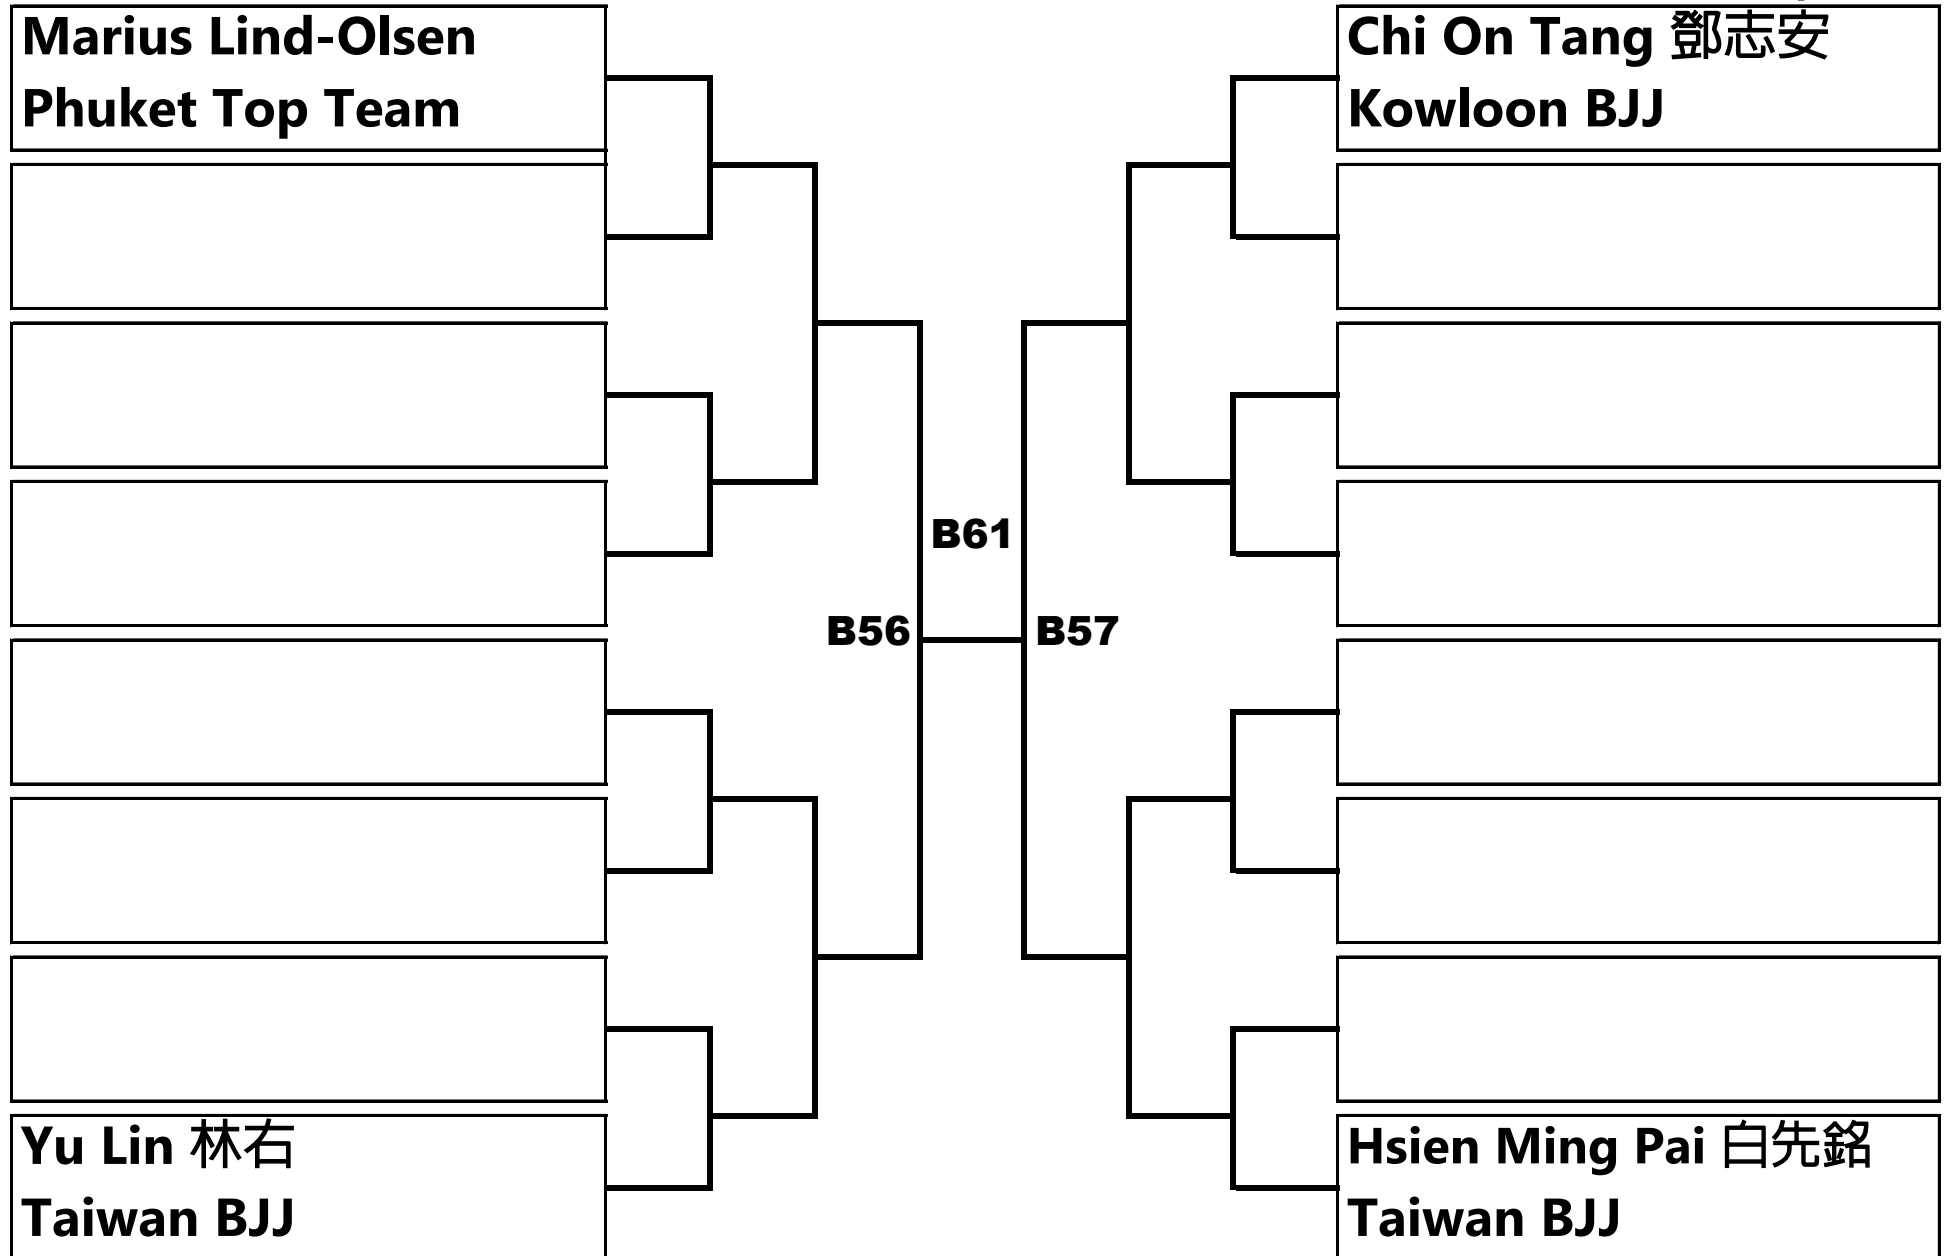 Marius Lind-Olsen
Phuket Top Team
Chi On Tang 鄧志安
Kowloon BJJ
B61
B56
B57
Yu Lin 林右
Taiwan BJJ
Hsien Ming Pai 白先銘
Taiwan BJJ